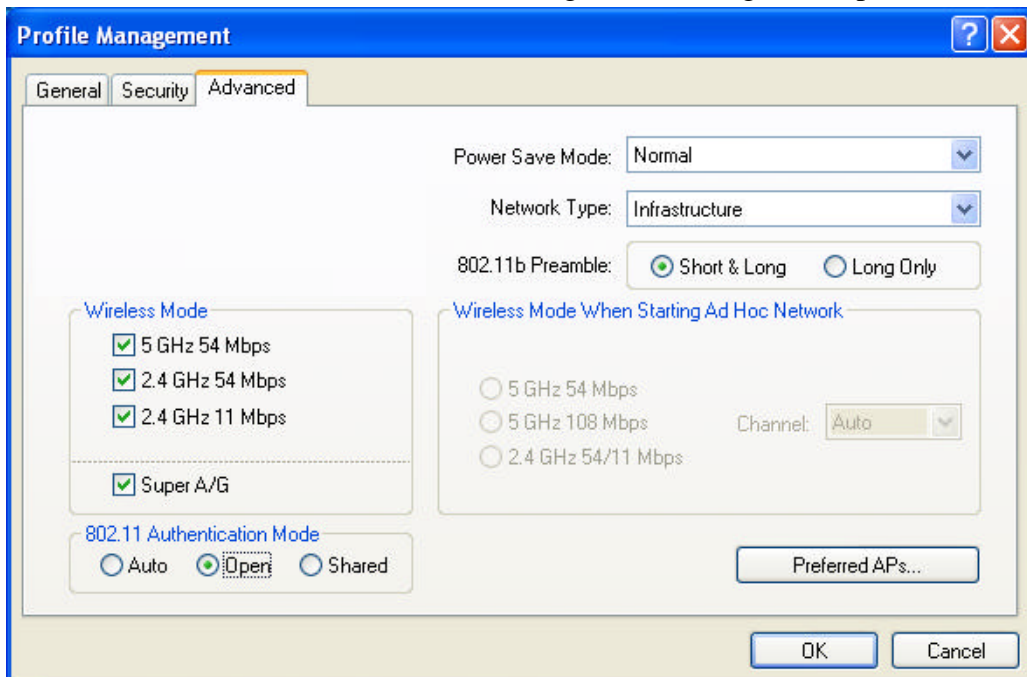 Profile Management
General Security Advanced
Power Save Mode: Normal
Network Type: Infrastructure
802.11b Preamble: Short & Long Long Only
Wireless Mode
5 GHz 54 Mbps
2.4 GHz 54 Mbps
2.4 GHz 11 Mbps
Super A/G
Wireless Mode When Starting Ad Hoc Network
5 GHz 54 Mbps
5 GHz 108 Mbps
2.4 GHz 54/11 Mbps
Channel: Auto
802.11 Authentication Mode
Auto Open Shared
Preferred APs...
OK Cancel